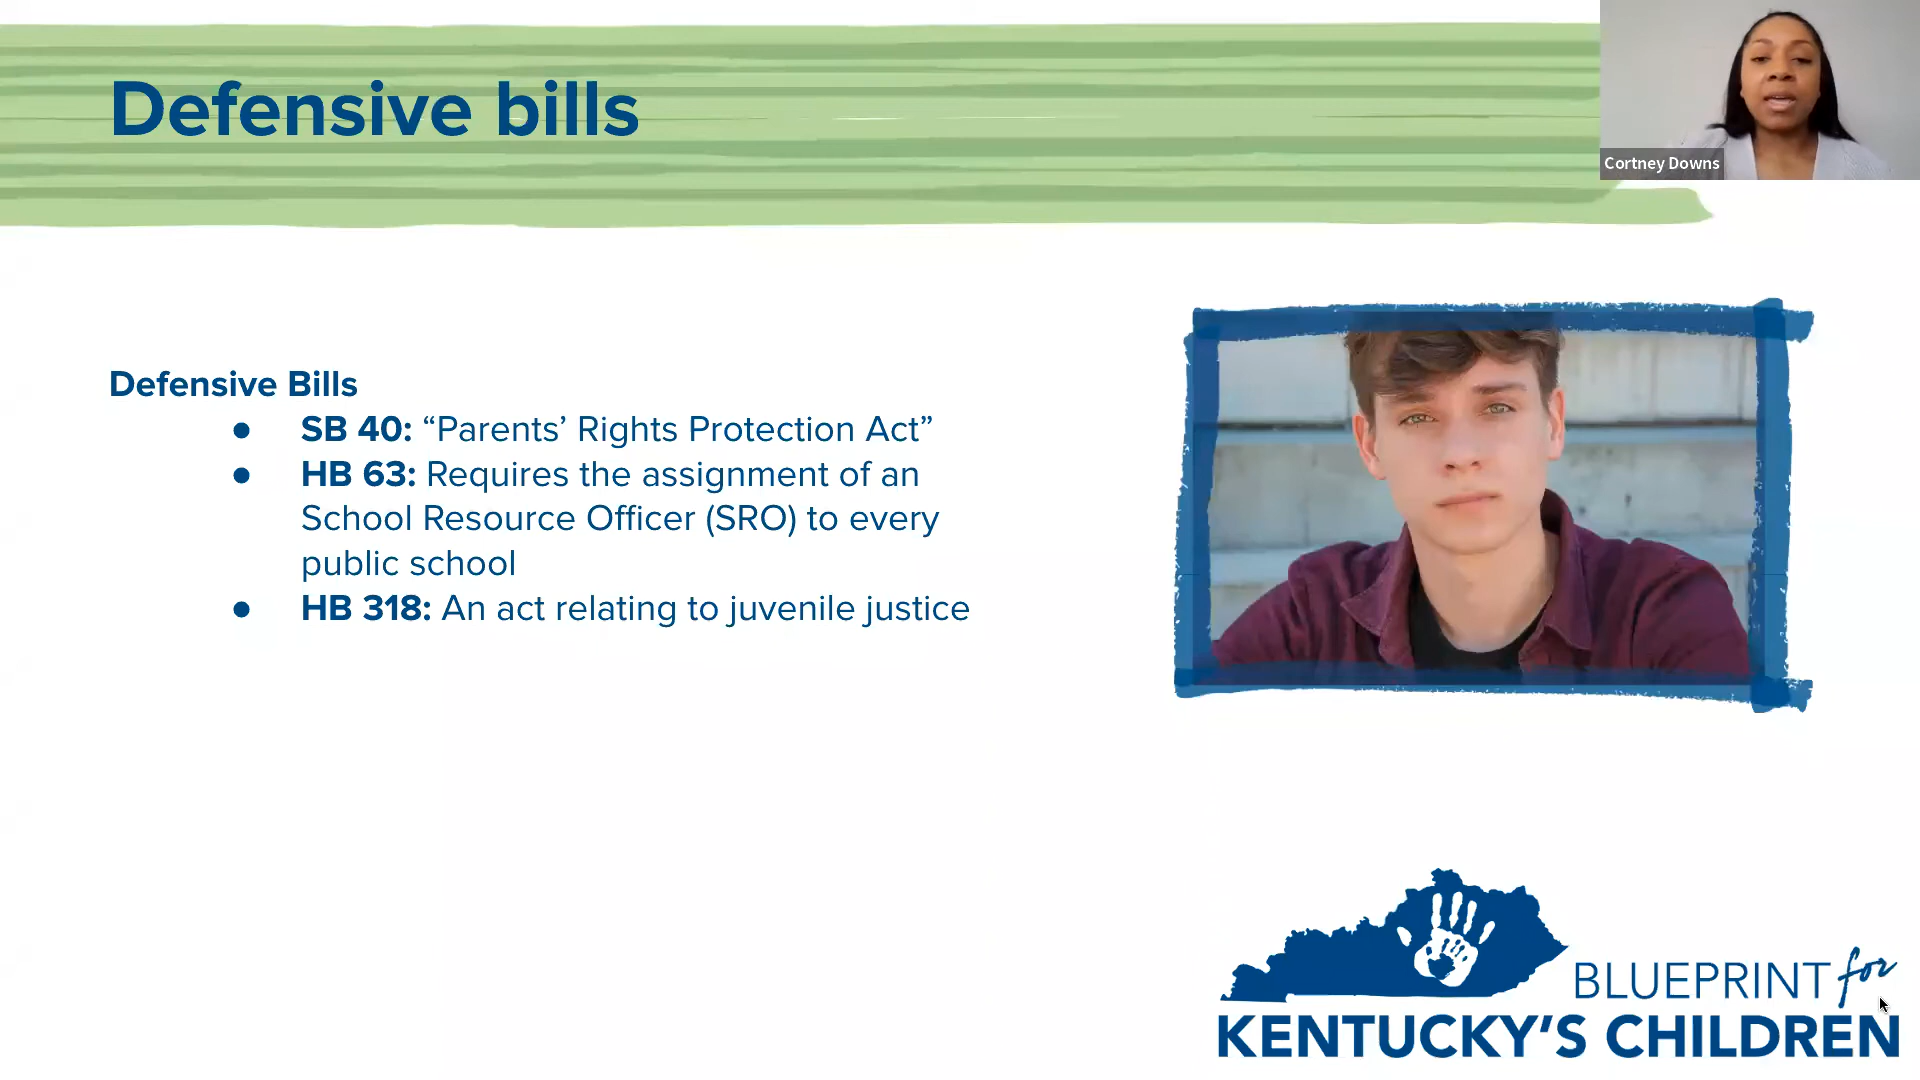 Defensive bills
Cortney Downs
Defensive Bills
● SB 40: “Parents’ Rights Protection Act”
● HB 63: Requires the assignment of an
School Resource Officer (SRO) to every
public school
● HB 318: An act relating to juvenile justice
BLUEPRINT for
KENTUCKY’S CHILDREN